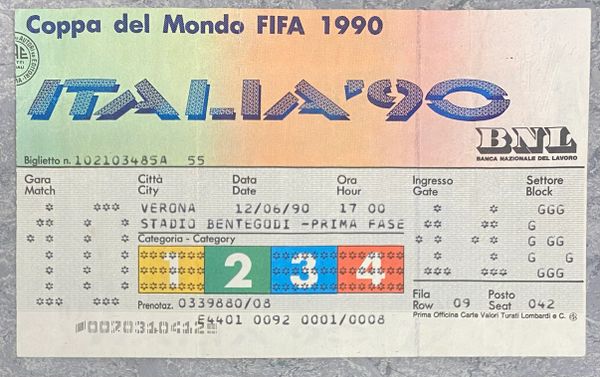 Coppa del Mondo FIFA 1990
ITALIA'90
BNL
BANCA NAZIONALE DEL LAVORO
Biglietto n. 102103485A 55
Gara Città Data Ora Ingresso Settore
Match City Date Hour Gate Block
VERONA 12/06/90 17 00
STADIO BENTEGODI -PRIMA FASE
Categoria - Category
1 2 3 4
Prenotaz. 0339880/08
Fila 09 Posto 042
Row Seat
Prima Officina Carte Valori Turati Lombardi e C.
E4401 0092 0001/0008
0070310412